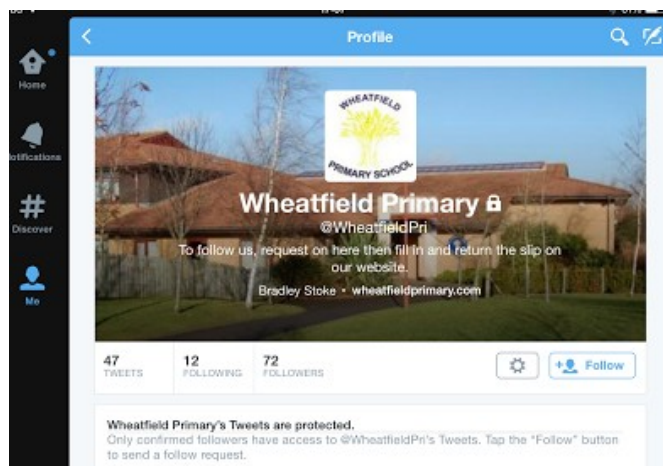 Profile
Home
Notifications
Discover
Me
WHEATFIELD
PRIMARY SCHOOL
Wheatfield Primary
@WheatfieldPri
To follow us, request on here then fill in and return the slip on
our website.
Bradley Stoke • wheatfieldprimary.com
47
TWEETS
12
FOLLOWING
72
FOLLOWERS
Follow
Wheatfield Primary's Tweets are protected.
Only confirmed followers have access to @WheatfieldPri's Tweets. Tap the "Follow" button
to send a follow request.